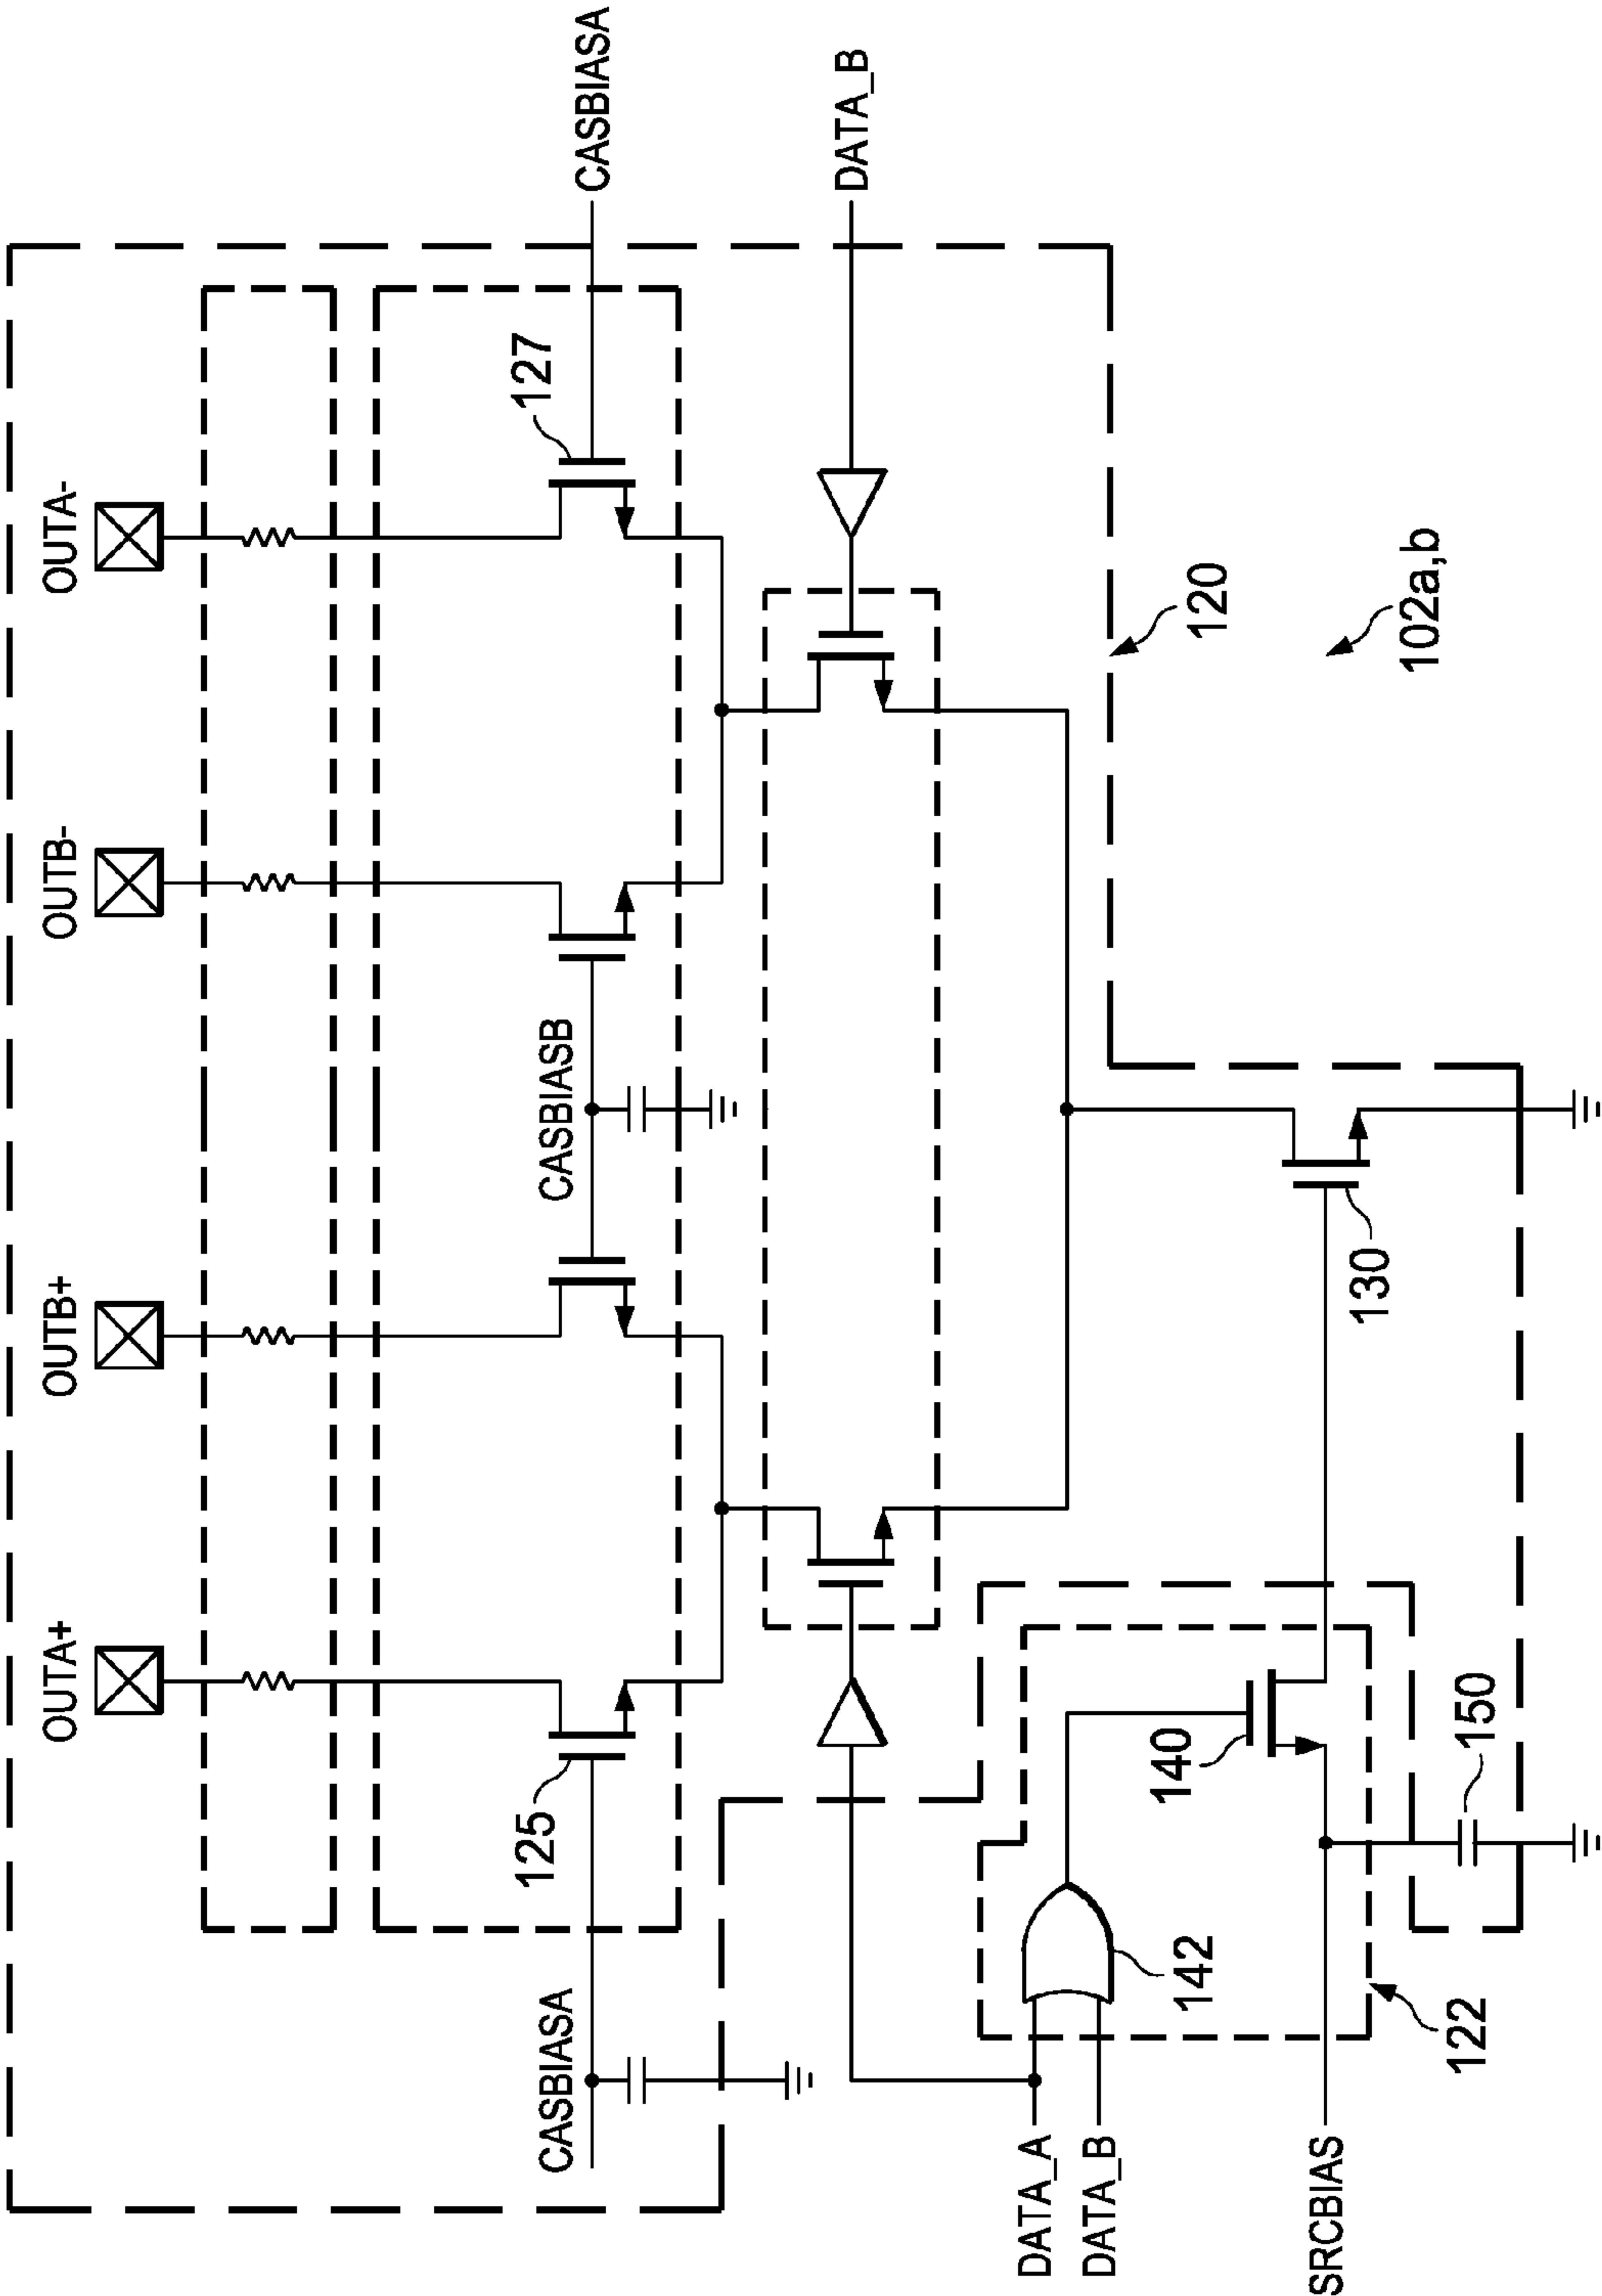 OUTA+
OUTB+
OUTB-
OUTA-
125
127
CASBIASA
CASBIASB
CASBIASA
DATA_B
DATA_A
DATA_B
142
140
120
130
SRCBIAS
122
150
102a,b